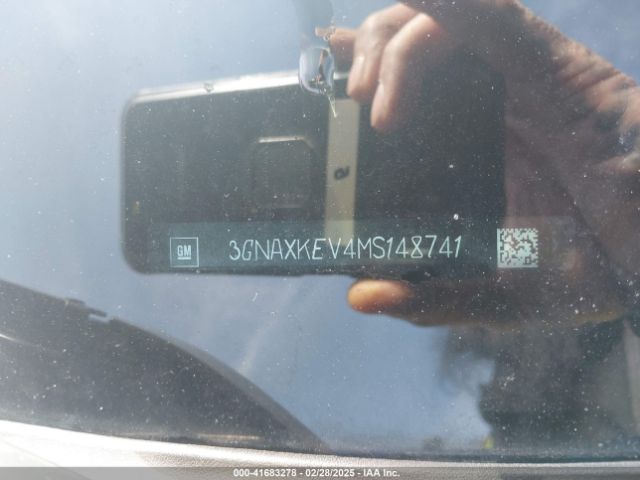 GM 3GNAXKEV4MS148741
000-41683278 - 02/28/2025 - IAA Inc.